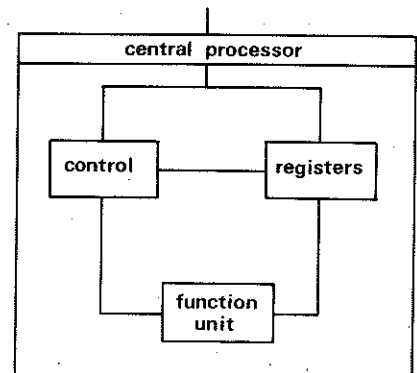 central processor
control
registers
function
unit